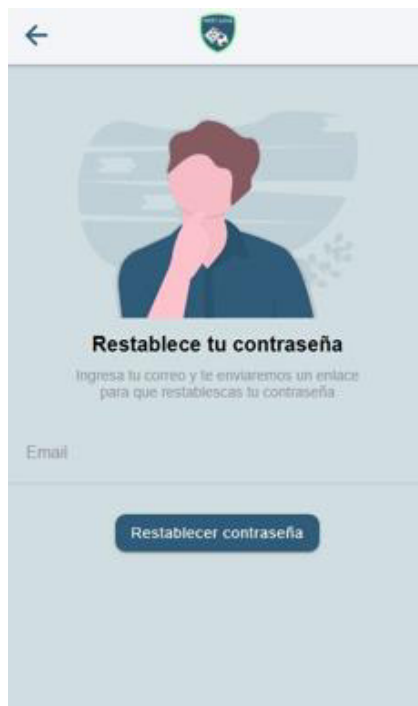 Restablece tu contraseña
Ingresa tu correo y te enviaremos un enlace
para que restablescas tu contraseña
Email
Restablecer contraseña